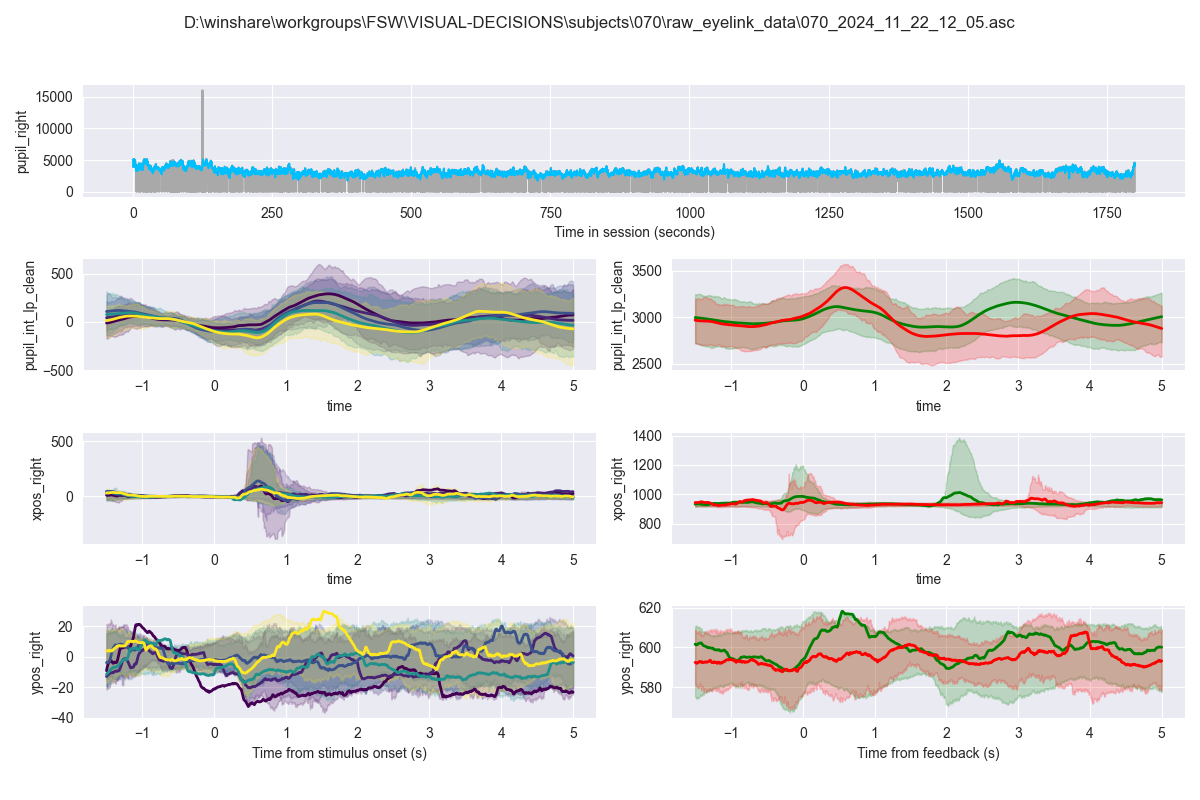 D:\winshare\workgroups\FSW\VISUAL-DECISIONS\subjects\070\raw_eyelink_data\070_2024_11_22_12_05.asc
pupil_right
15000
10000
5000
0
0 250 500 750 1000 1250 1500 1750
Time in session (seconds)
pupil_int_lp_clean
500
0
−500
−1 0 1 2 3 4 5
time
pupil_int_lp_clean
3500
3000
2500
−1 0 1 2 3 4 5
time
xpos_right
500
0
−1 0 1 2 3 4 5
time
xpos_right
1400
1200
1000
800
−1 0 1 2 3 4 5
time
ypos_right
20
0
−20
−40
−1 0 1 2 3 4 5
Time from stimulus onset (s)
ypos_right
620
600
580
−1 0 1 2 3 4 5
Time from feedback (s)